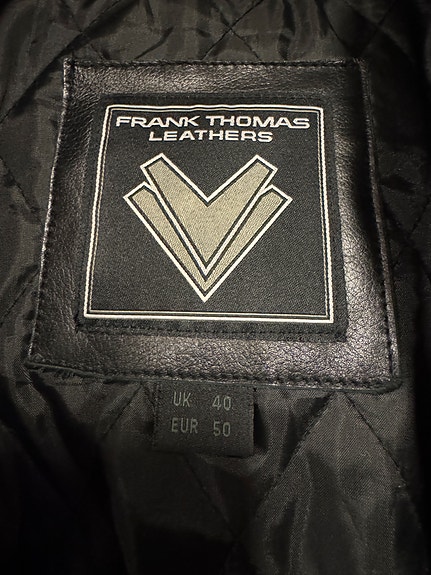 FRANK THOMAS
LEATHERS
UK 40
EUR 50